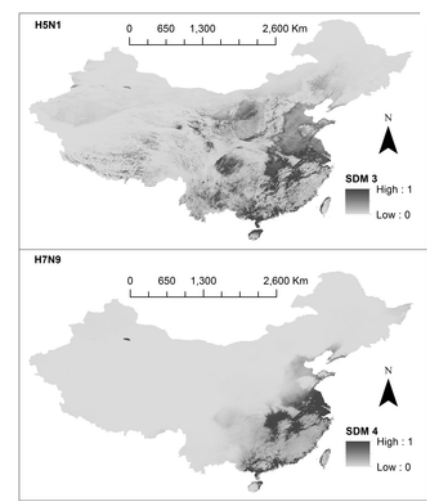 H5N1
0 650 1,300 2,600 Km
N
SDM 3
High : 1
Low : 0
H7N9
0 650 1,300 2,600 Km
N
SDM 4
High : 1
Low : 0